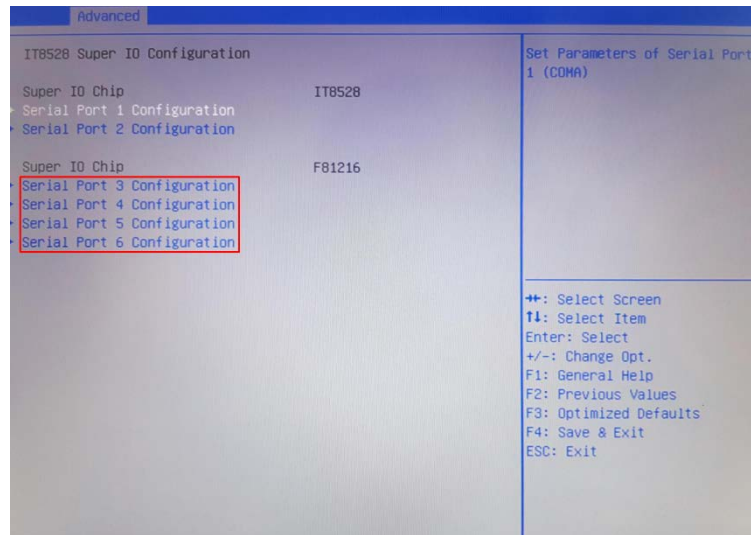 Advanced
IT8528 Super IO Configuration
Super IO Chip IT8528
Serial Port 1 Configuration
Serial Port 2 Configuration
Super IO Chip F81216
Serial Port 3 Configuration
Serial Port 4 Configuration
Serial Port 5 Configuration
Serial Port 6 Configuration
Set Parameters of Serial Port
1 (COMA)
→←: Select Screen
↑↓: Select Item
Enter: Select
+/-: Change Opt.
F1: General Help
F2: Previous Values
F3: Optimized Defaults
F4: Save & Exit
ESC: Exit